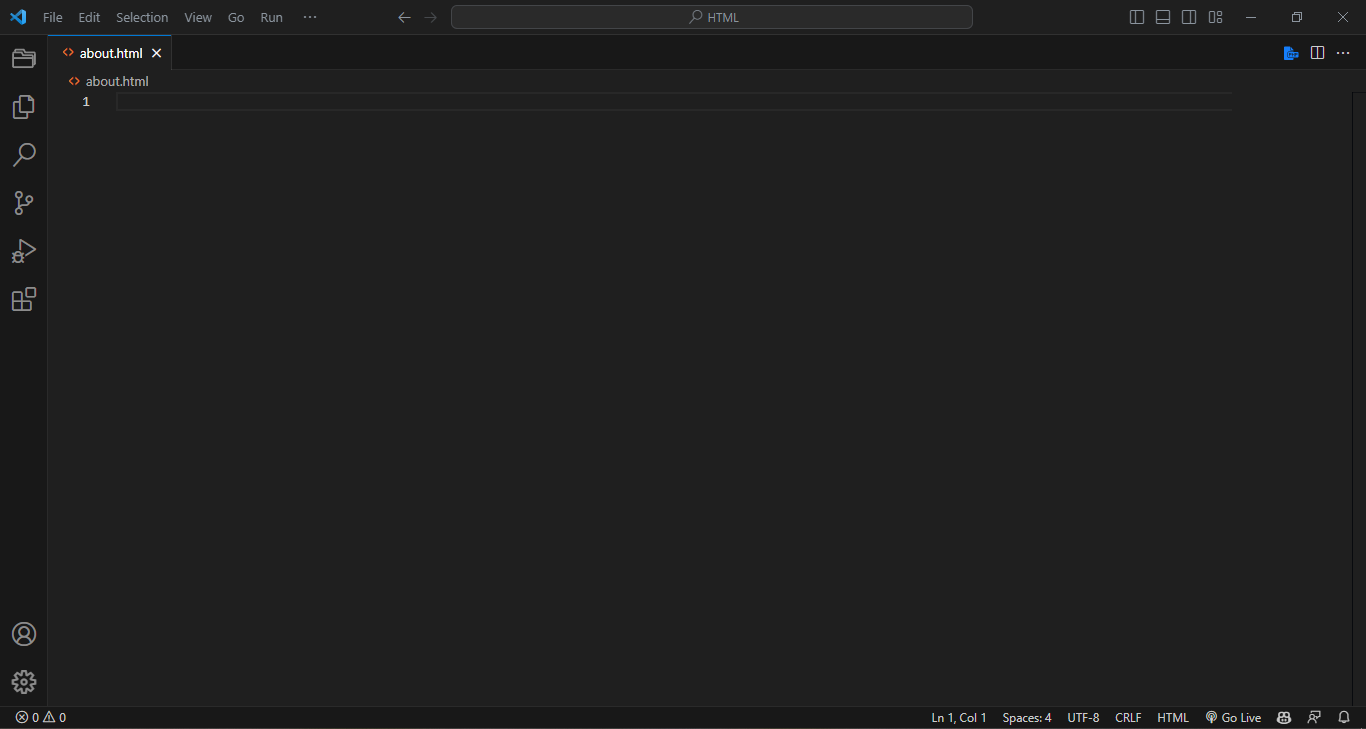 File Edit Selection View Go Run ···
HTML
about.html
about.html
1
0 0 Ln 1, Col 1 Spaces: 4 UTF-8 CRLF HTML Go Live